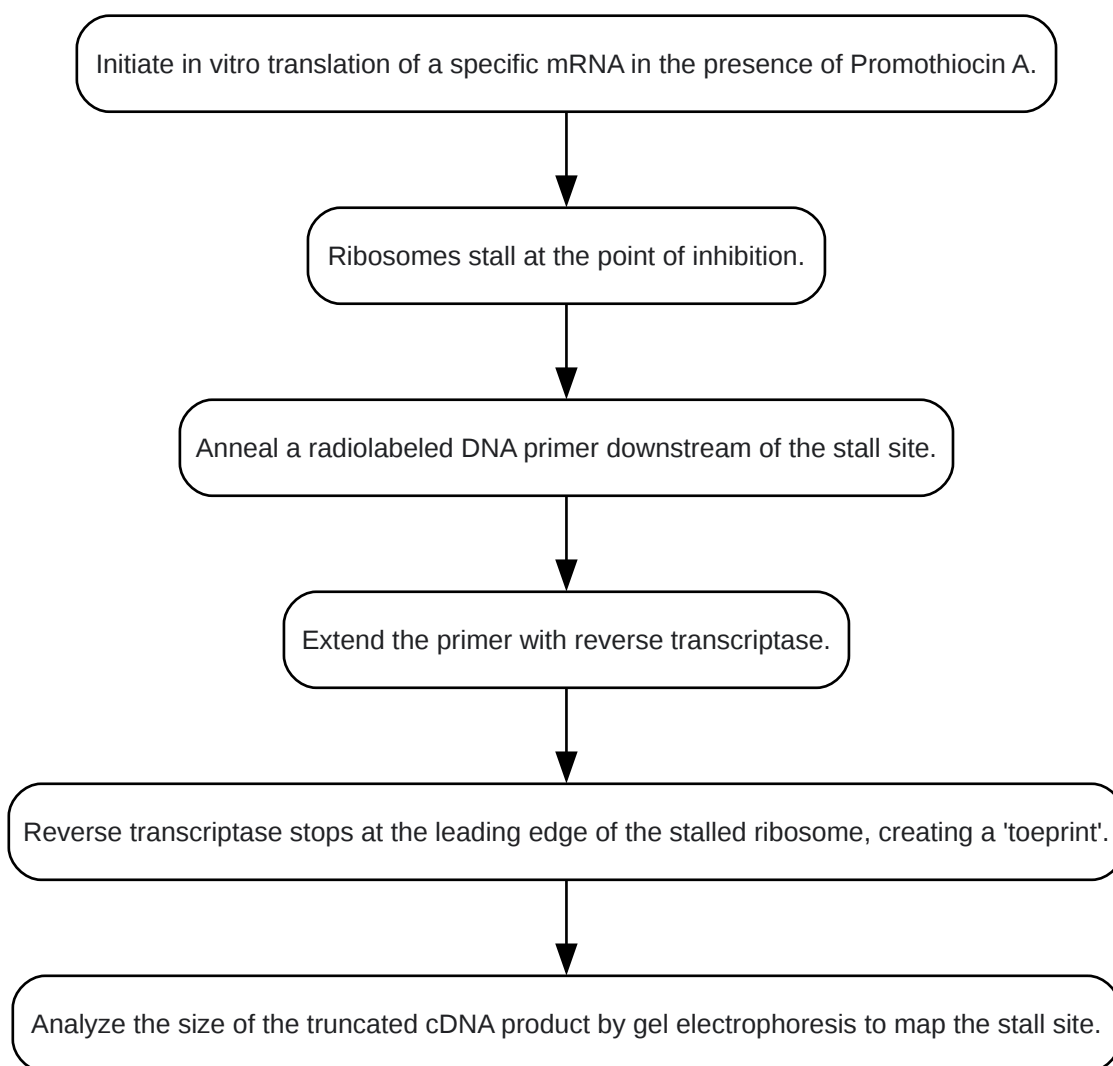 Initiate in vitro translation of a specific mRNA in the presence of Promothiocin A.
Ribosomes stall at the point of inhibition.
Anneal a radiolabeled DNA primer downstream of the stall site.
Extend the primer with reverse transcriptase.
Reverse transcriptase stops at the leading edge of the stalled ribosome, creating a 'toeprint'.
Analyze the size of the truncated cDNA product by gel electrophoresis to map the stall site.